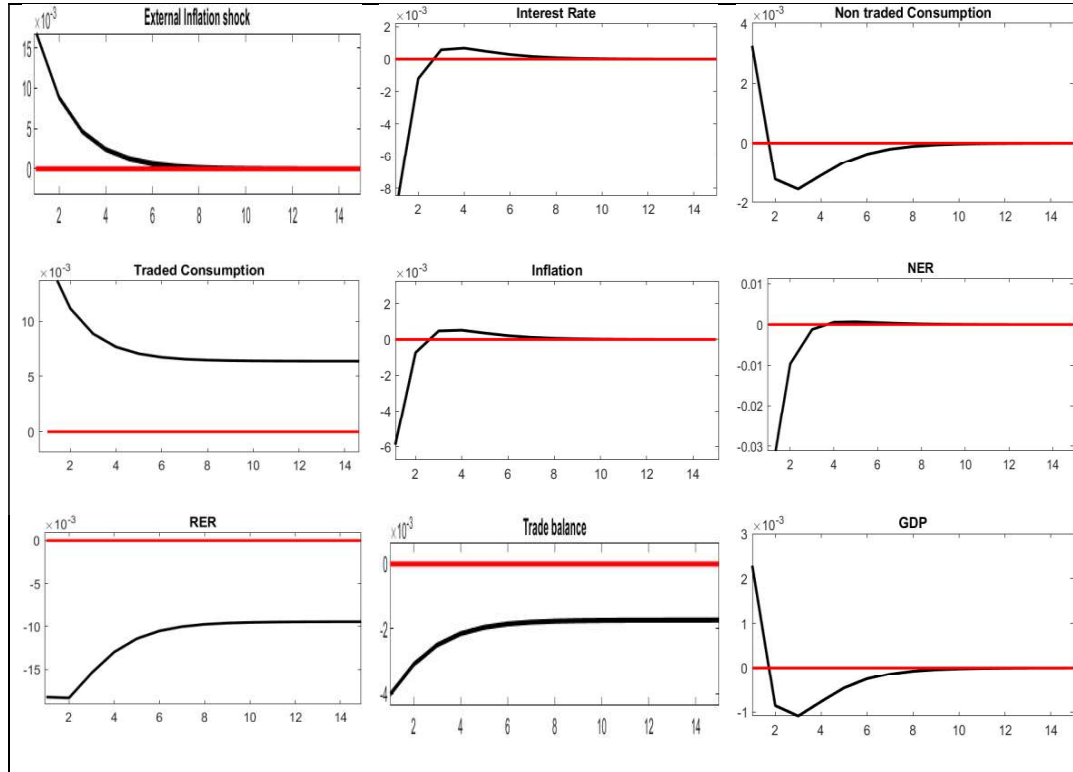 External Inflation shock
×10⁻³
15
10
5
0
2 4 6 8 10 12 14
Interest Rate
×10⁻³
2
0
-2
-4
-6
-8
2 4 6 8 10 12 14
Non traded Consumption
×10⁻³
4
2
0
-2
2 4 6 8 10 12 14
Traded Consumption
×10⁻³
10
5
0
2 4 6 8 10 12 14
Inflation
×10⁻³
2
0
-2
-4
-6
2 4 6 8 10 12 14
NER
0.01
0
-0.01
-0.02
-0.03
2 4 6 8 10 12 14
RER
×10⁻³
0
-5
-10
-15
2 4 6 8 10 12 14
Trade balance
×10⁻³
0
-2
-4
2 4 6 8 10 12 14
GDP
×10⁻³
3
2
1
0
-1
2 4 6 8 10 12 14